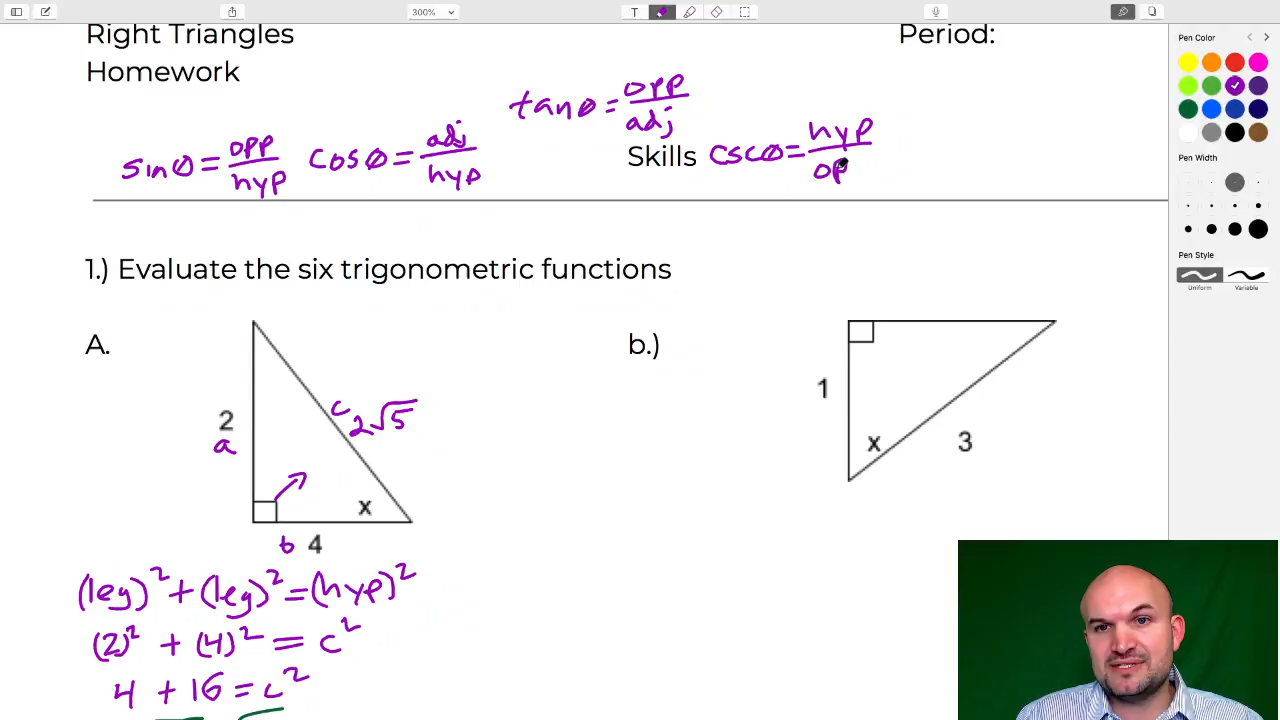 300%
T
Right Triangles
Period:
Pen Color
Homework
tanθ = opp/adj
sinθ = opp/hyp
cosθ = adj/hyp
Skills
cscθ = hyp/op
Pen Width
Pen Style
Uniform
Variable
1.) Evaluate the six trigonometric functions
A.
b.)
2
a
c
2√5
x
b 4
1
x
3
(leg)² + (leg)² = (hyp)²
(2)² + (4)² = c²
4 + 16 = c²